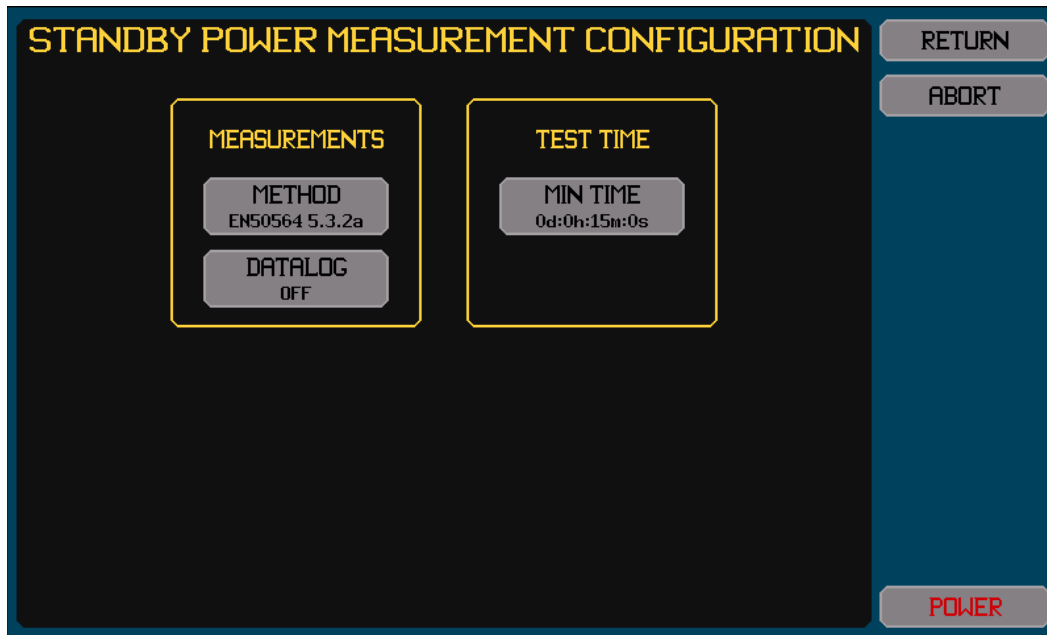 STANDBY POWER MEASUREMENT CONFIGURATION
RETURN
ABORT
MEASUREMENTS
METHOD
EN50564 5.3.2a
DATALOG
OFF
TEST TIME
MIN TIME
0d:0h:15m:0s
POWER